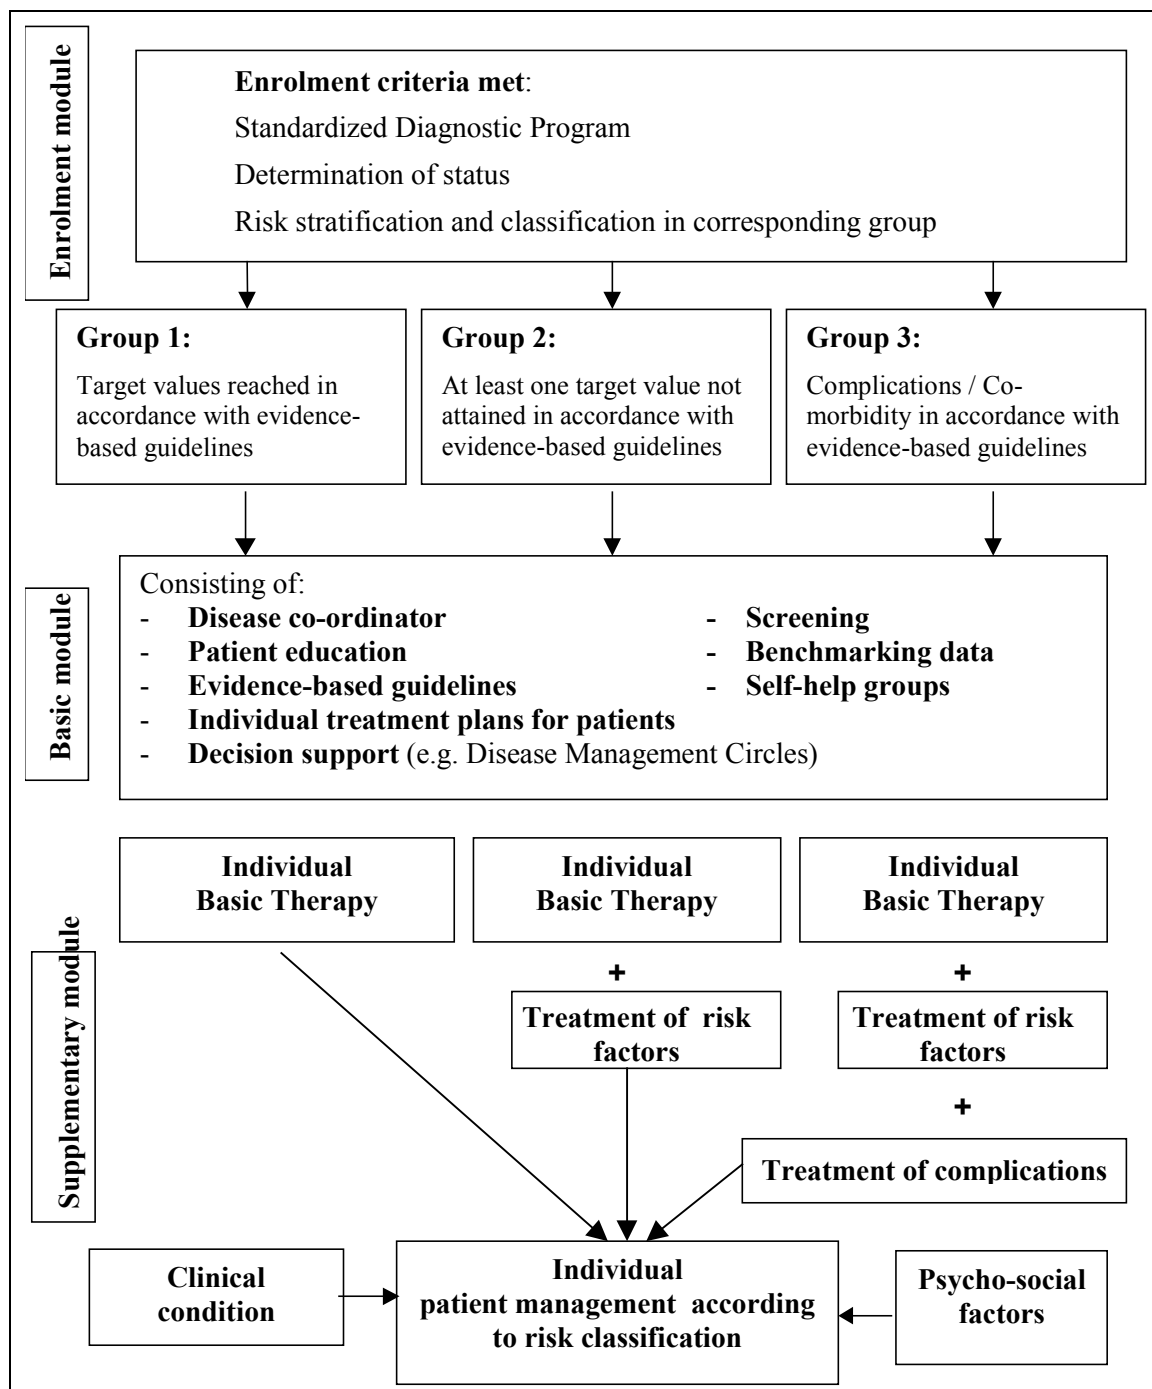 Enrolment module
Enrolment criteria met:
Standardized Diagnostic Program
Determination of status
Risk stratification and classification in corresponding group
Group 1:
Target values reached in
accordance with evidence-
based guidelines
Group 2:
At least one target value not
attained in accordance with
evidence-based guidelines
Group 3:
Complications / Co-
morbidity in accordance with
evidence-based guidelines
Basic module
Consisting of:
- Disease co-ordinator
- Patient education
- Evidence-based guidelines
- Individual treatment plans for patients
- Decision support (e.g. Disease Management Circles)
- Screening
- Benchmarking data
- Self-help groups
Supplementary module
Individual
Basic Therapy
Individual
Basic Therapy
+
Treatment of risk
factors
Individual
Basic Therapy
+
Treatment of risk
factors
+
Treatment of complications
Clinical
condition
Individual
patient management according
to risk classification
Psycho-social
factors